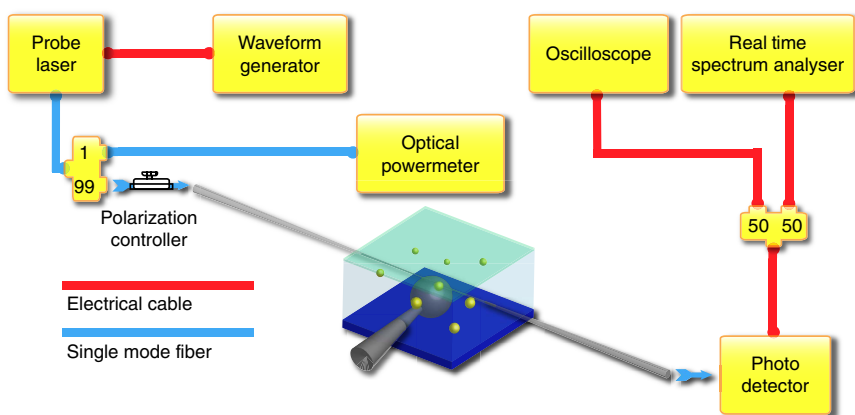 Probe
laser
Waveform
generator
Oscilloscope
Real time
spectrum analyser
1
99
Optical
powermeter
Polarization
controller
50 50
Electrical cable
Single mode fiber
Photo
detector